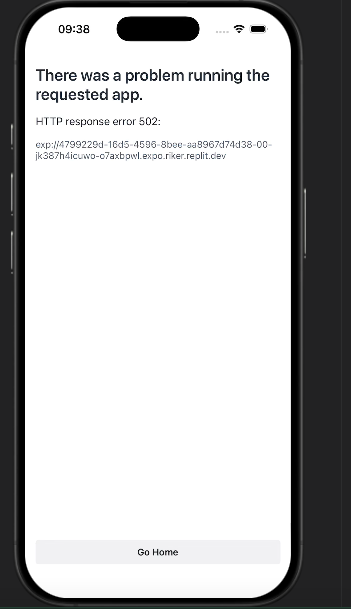 09:38
There was a problem running the
requested app.
HTTP response error 502:
exp://4799229d-16d5-4596-8bee-aa8967d74d38-00-
jk387h4icuwo-o7axbpwl.expo.riker.replit.dev
Go Home